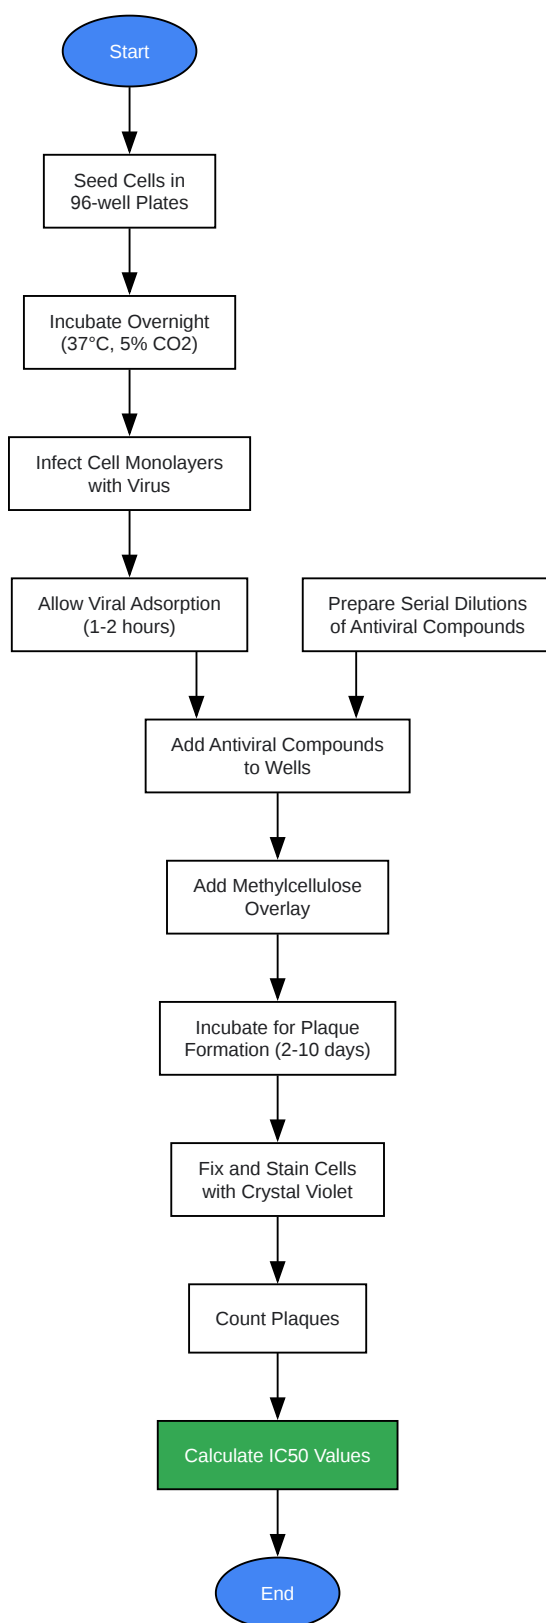 Start
Seed Cells in
96-well Plates
Incubate Overnight
(37°C, 5% CO2)
Infect Cell Monolayers
with Virus
Allow Viral Adsorption
(1-2 hours)
Prepare Serial Dilutions
of Antiviral Compounds
Add Antiviral Compounds
to Wells
Add Methylcellulose
Overlay
Incubate for Plaque
Formation (2-10 days)
Fix and Stain Cells
with Crystal Violet
Count Plaques
Calculate IC50 Values
End